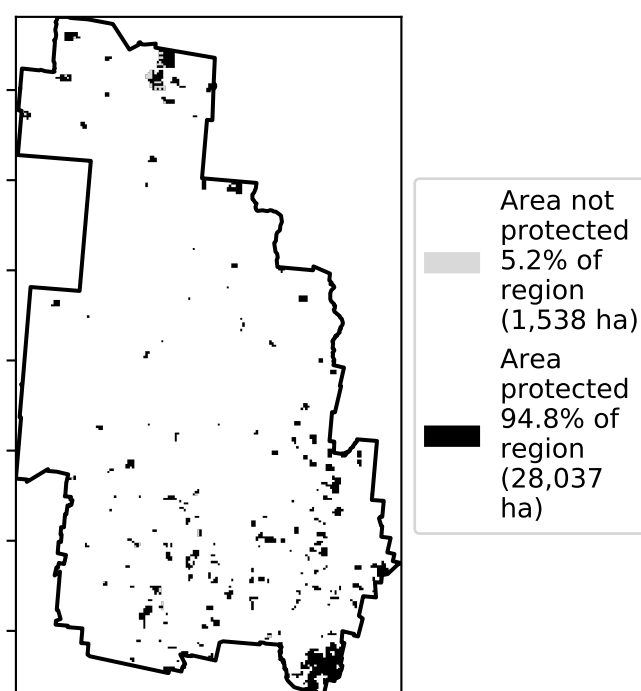 Area not
protected
5.2% of
region
(1,538 ha)
Area
protected
94.8% of
region
(28,037
ha)